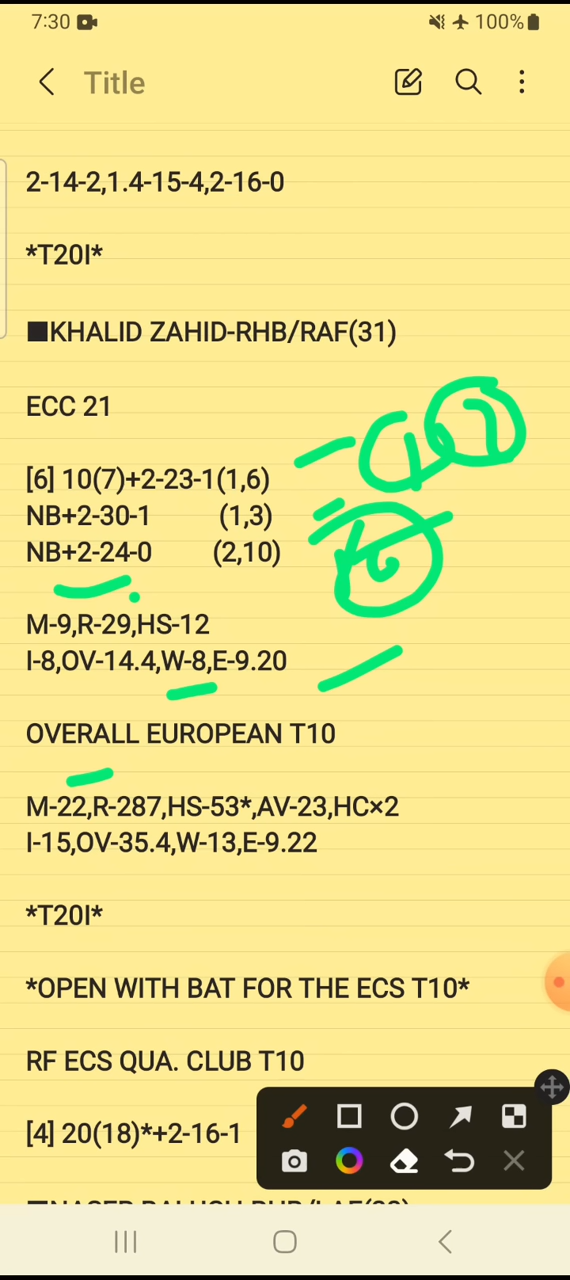 7:30 100%
Title
2-14-2,1.4-15-4,2-16-0
*T20I*
■KHALID ZAHID-RHB/RAF(31)
ECC 21
[6] 10(7)+2-23-1(1,6)
NB+2-30-1 (1,3)
NB+2-24-0 (2,10)
M-9,R-29,HS-12
I-8,OV-14.4,W-8,E-9.20
OVERALL EUROPEAN T10
M-22,R-287,HS-53*,AV-23,HC×2
I-15,OV-35.4,W-13,E-9.22
*T20I*
*OPEN WITH BAT FOR THE ECS T10*
RF ECS QUA. CLUB T10
[4] 20(18)*+2-16-1